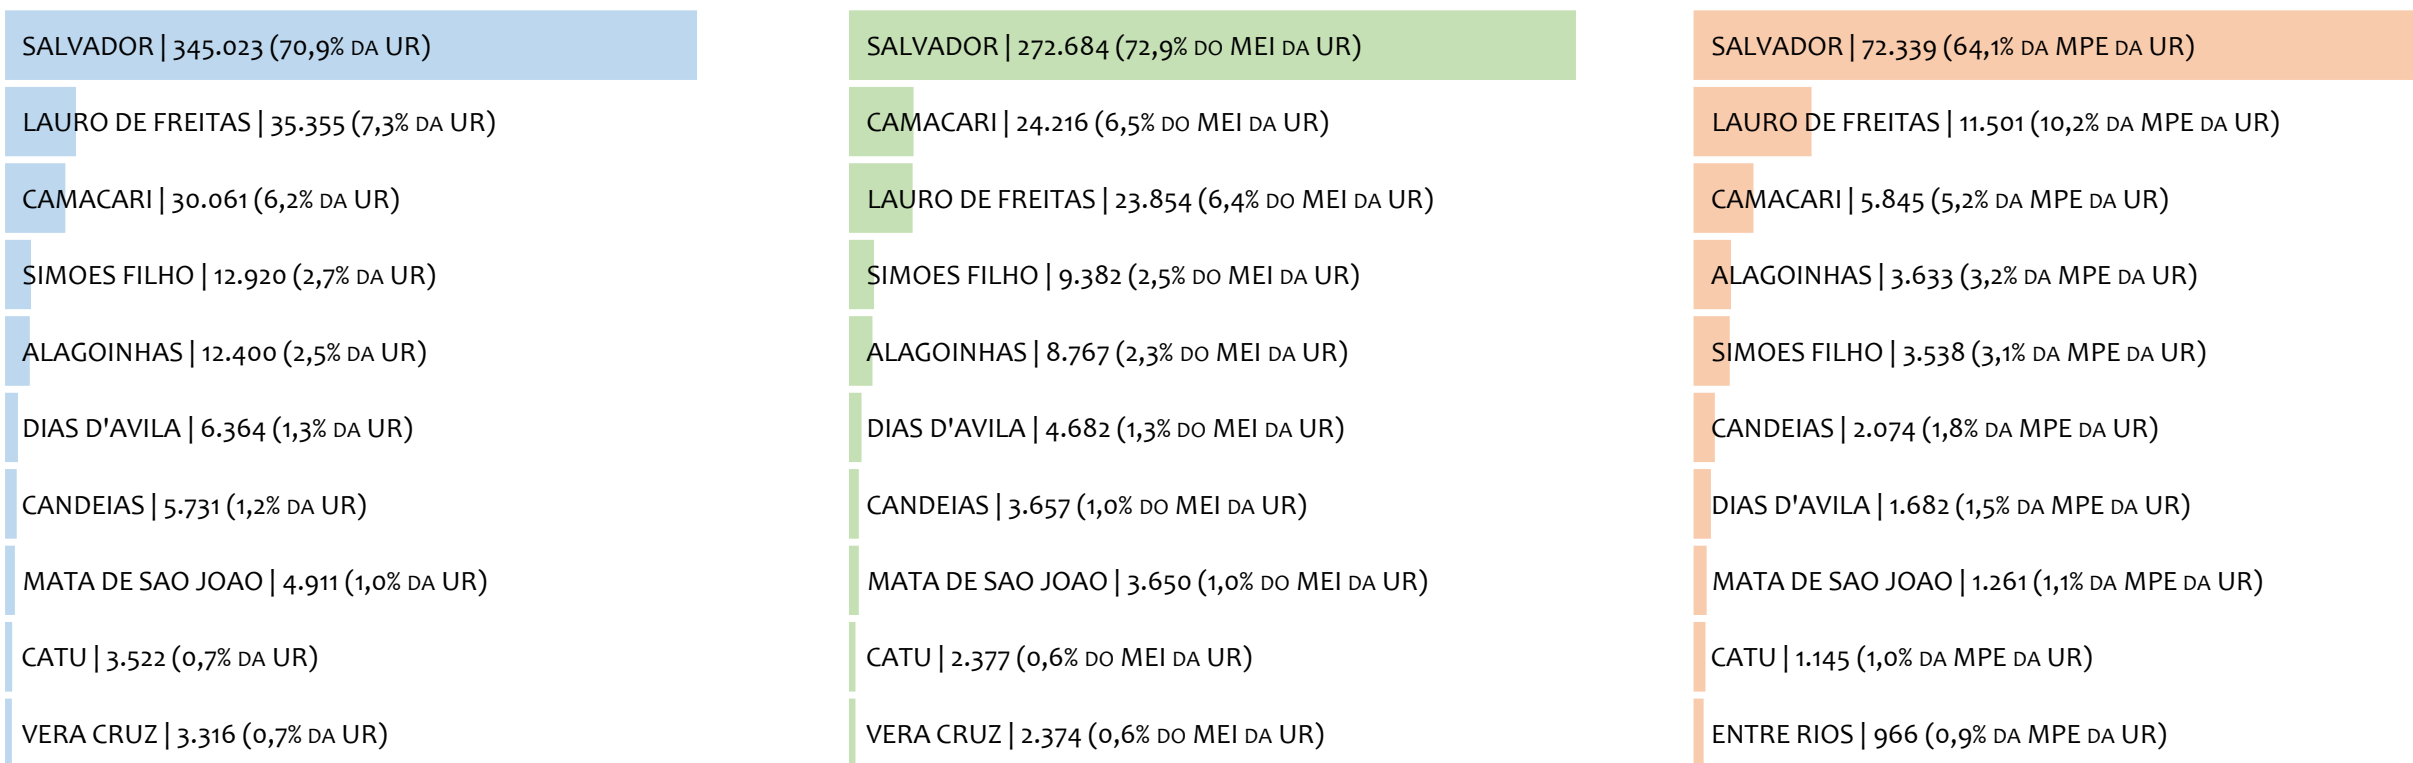 SALVADOR | 345.023 (70,9% DA UR)
LAURO DE FREITAS | 35.355 (7,3% DA UR)
CAMACARI | 30.061 (6,2% DA UR)
SIMOES FILHO | 12.920 (2,7% DA UR)
ALAGOINHAS | 12.400 (2,5% DA UR)
DIAS D'AVILA | 6.364 (1,3% DA UR)
CANDEIAS | 5.731 (1,2% DA UR)
MATA DE SAO JOAO | 4.911 (1,0% DA UR)
CATU | 3.522 (0,7% DA UR)
VERA CRUZ | 3.316 (0,7% DA UR)
SALVADOR | 272.684 (72,9% DO MEI DA UR)
CAMACARI | 24.216 (6,5% DO MEI DA UR)
LAURO DE FREITAS | 23.854 (6,4% DO MEI DA UR)
SIMOES FILHO | 9.382 (2,5% DO MEI DA UR)
ALAGOINHAS | 8.767 (2,3% DO MEI DA UR)
DIAS D'AVILA | 4.682 (1,3% DO MEI DA UR)
CANDEIAS | 3.657 (1,0% DO MEI DA UR)
MATA DE SAO JOAO | 3.650 (1,0% DO MEI DA UR)
CATU | 2.377 (0,6% DO MEI DA UR)
VERA CRUZ | 2.374 (0,6% DO MEI DA UR)
SALVADOR | 72.339 (64,1% DA MPE DA UR)
LAURO DE FREITAS | 11.501 (10,2% DA MPE DA UR)
CAMACARI | 5.845 (5,2% DA MPE DA UR)
ALAGOINHAS | 3.633 (3,2% DA MPE DA UR)
SIMOES FILHO | 3.538 (3,1% DA MPE DA UR)
CANDEIAS | 2.074 (1,8% DA MPE DA UR)
DIAS D'AVILA | 1.682 (1,5% DA MPE DA UR)
MATA DE SAO JOAO | 1.261 (1,1% DA MPE DA UR)
CATU | 1.145 (1,0% DA MPE DA UR)
ENTRE RIOS | 966 (0,9% DA MPE DA UR)